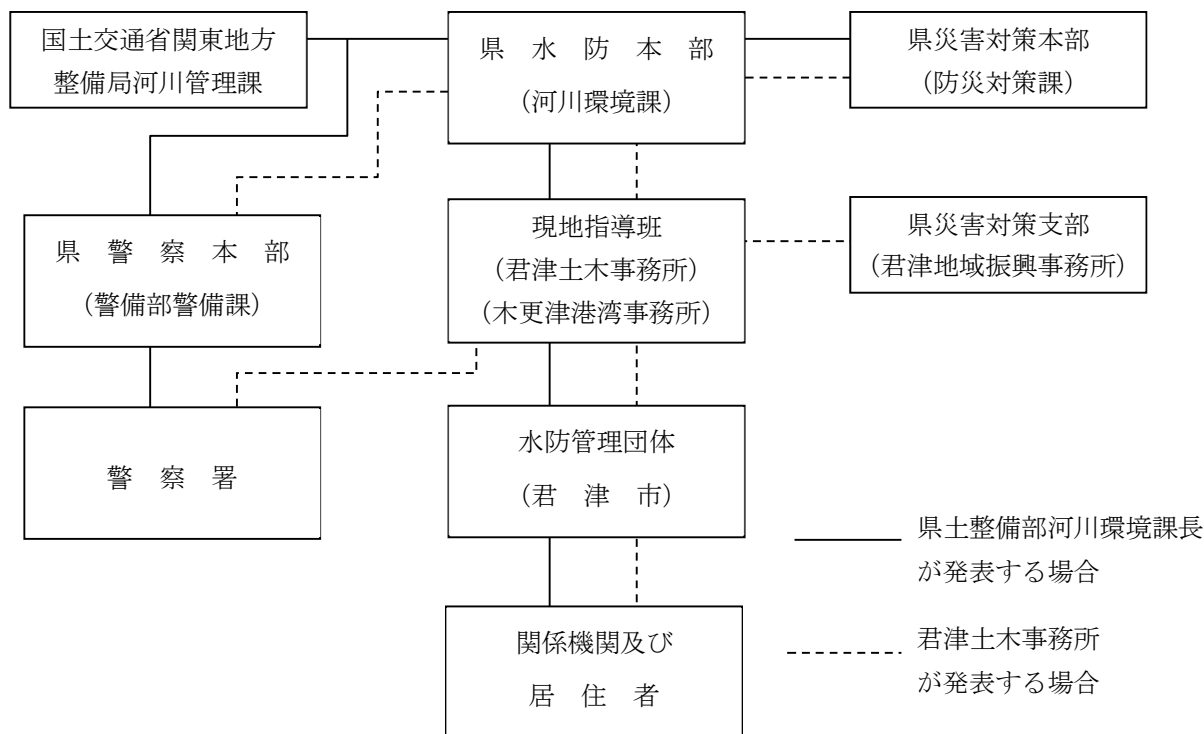 国土交通省関東地方
整備局河川管理課
県 水 防 本 部
（河川環境課）
県災害対策本部
（防災対策課）
県 警 察 本 部
（警備部警備課）
現地指導班
（君津土木事務所）
（木更津港湾事務所）
県災害対策支部
（君津地域振興事務所）
警 察 署
水防管理団体
（君 津 市）
関係機関及び
居 住 者
県土整備部河川環境課長
が発表する場合
君津土木事務所
が発表する場合